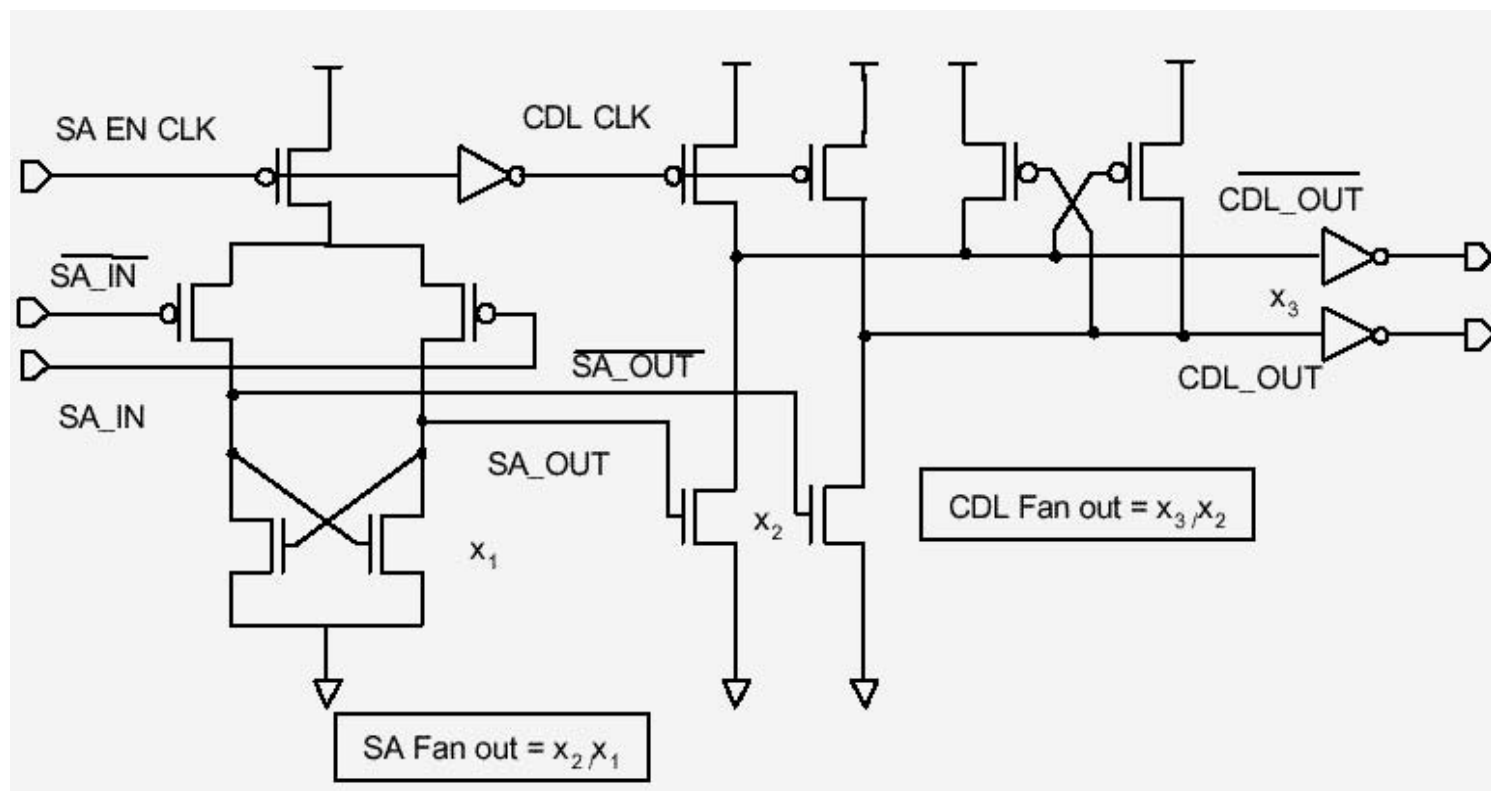 SA EN CLK
CDL CLK
CDL_OUT
SA_IN
x₃
SA_OUT
CDL_OUT
SA_IN
SA_OUT
CDL Fan out = x₃/x₂
x₂
x₁
SA Fan out = x₂/x₁